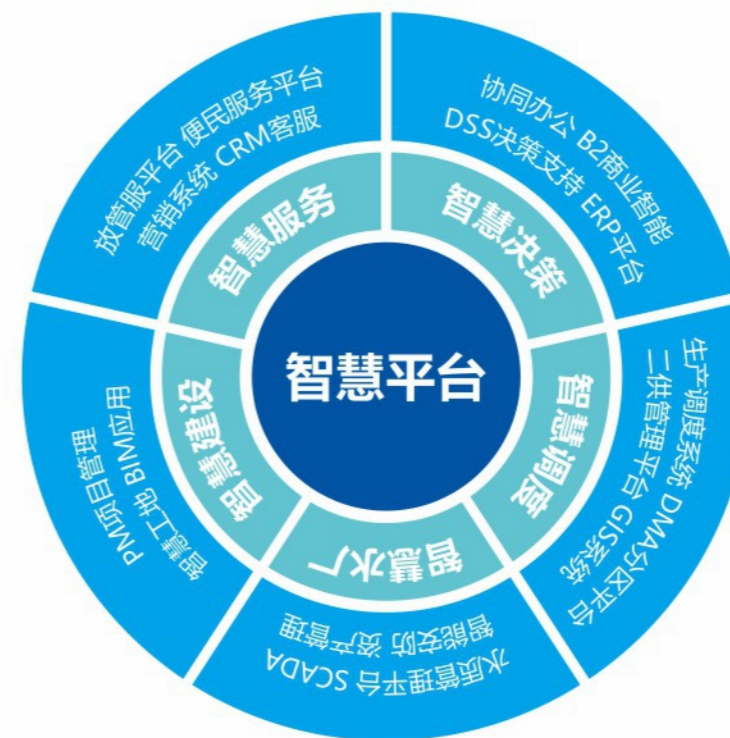 智慧平台
智慧决策
协同办公 B2商业智能
DSS决策支持 ERP平台
智慧调度
生产调度系统 DMA分区平台
二供管理平台 GIS系统
智慧水厂
水质管理平台 SCADA
智能安防 资产管理
智慧建设
PM项目管理
智慧工地 BIM应用
智慧服务
放管服平台 便民服务平台
营销系统 CRM客服